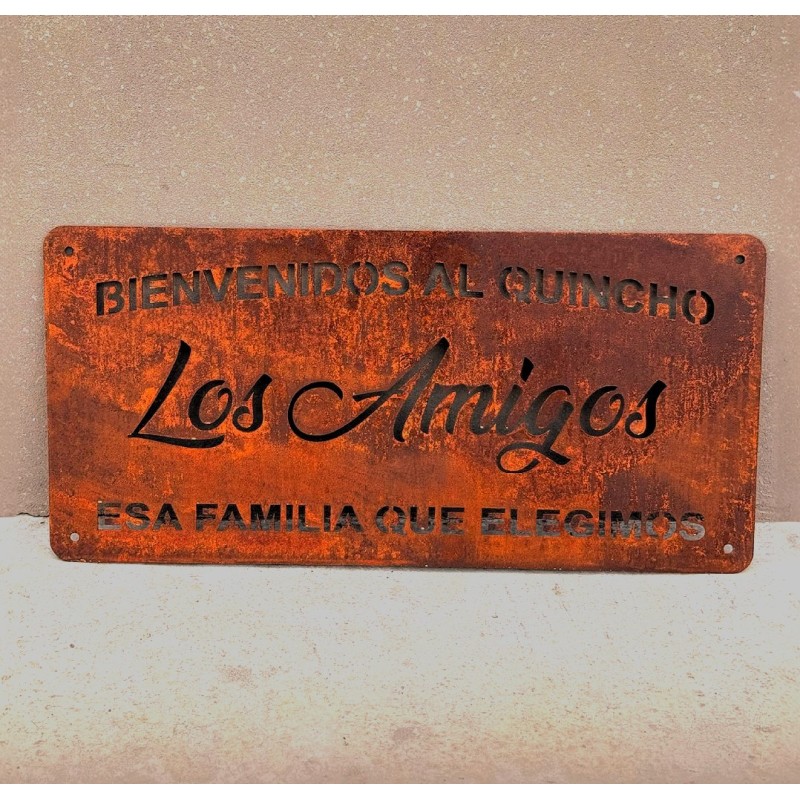 BIENVENIDOS AL QUINCHO
Los Amigos
ESA FAMILIA QUE ELEGIMOS